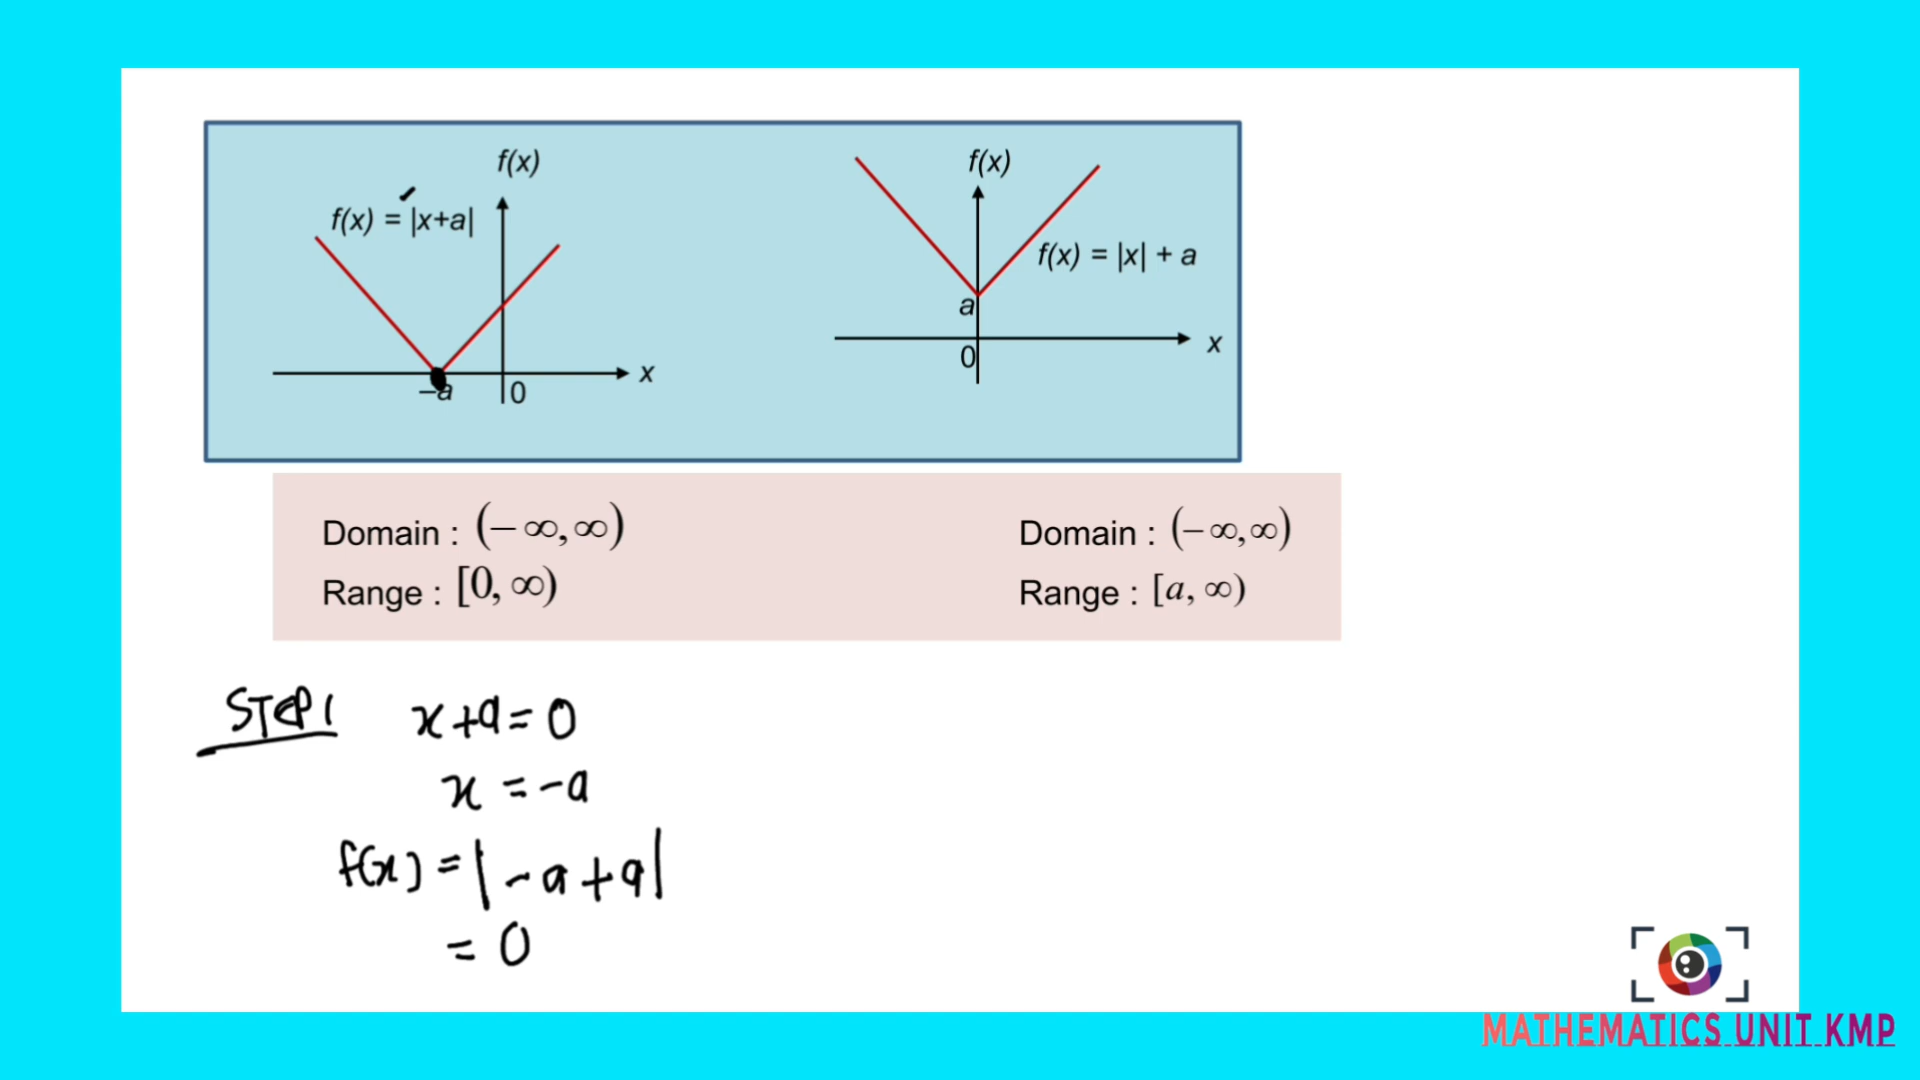 f(x)
f(x) = |x+a|
x
–a
0
f(x)
f(x) = |x| + a
a
0
x
Domain : (− ∞, ∞)
Range : [0, ∞)
Domain : (− ∞, ∞)
Range : [a, ∞)
STEP 1
x+a=0
x = -a
f(x) = |-a+a|
= 0
MATHEMATICS UNIT KMP